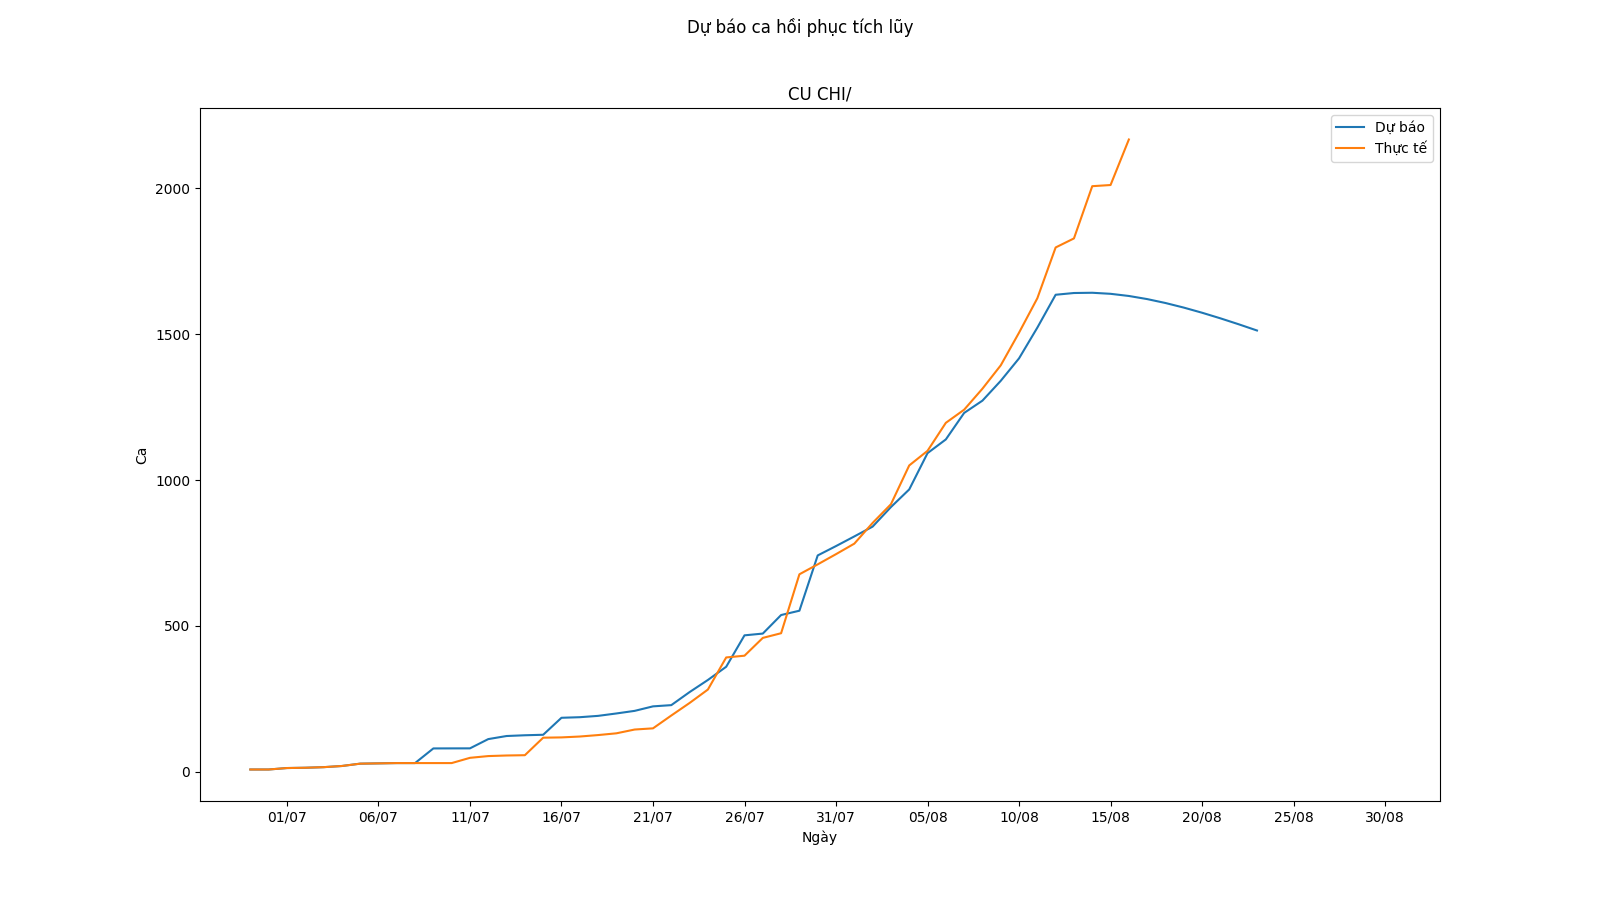 Dự báo ca hồi phục tích lũy
CU CHI/
Dự báo
Thực tế
2000
1500
1000
500
0
Ca
01/07 06/07 11/07 16/07 21/07 26/07 31/07 05/08 10/08 15/08 20/08 25/08 30/08
Ngày